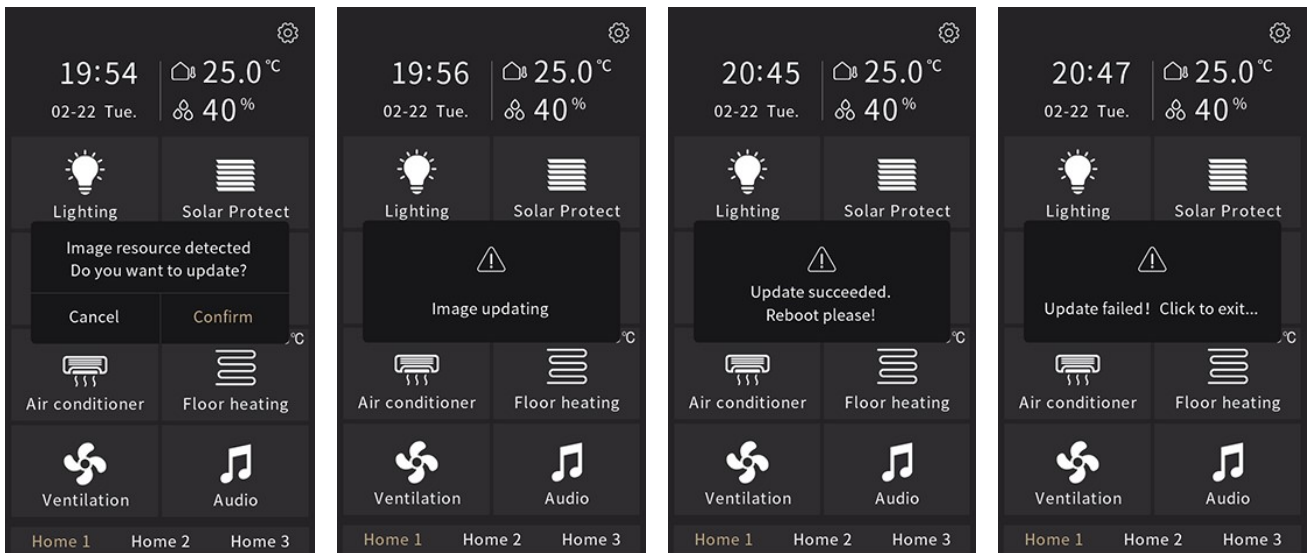 19:54
25.0℃
02-22 Tue.
40%
Lighting
Solar Protect
Image resource detected
Do you want to update?
Cancel
Confirm
℃
Air conditioner
Floor heating
Ventilation
Audio
Home 1
Home 2
Home 3
19:56
25.0℃
02-22 Tue.
40%
Lighting
Solar Protect
Image updating
℃
Air conditioner
Floor heating
Ventilation
Audio
Home 1
Home 2
Home 3
20:45
25.0℃
02-22 Tue.
40%
Lighting
Solar Protect
Update succeeded.
Reboot please!
℃
Air conditioner
Floor heating
Ventilation
Audio
Home 1
Home 2
Home 3
20:47
25.0℃
02-22 Tue.
40%
Lighting
Solar Protect
Update failed! Click to exit...
℃
Air conditioner
Floor heating
Ventilation
Audio
Home 1
Home 2
Home 3